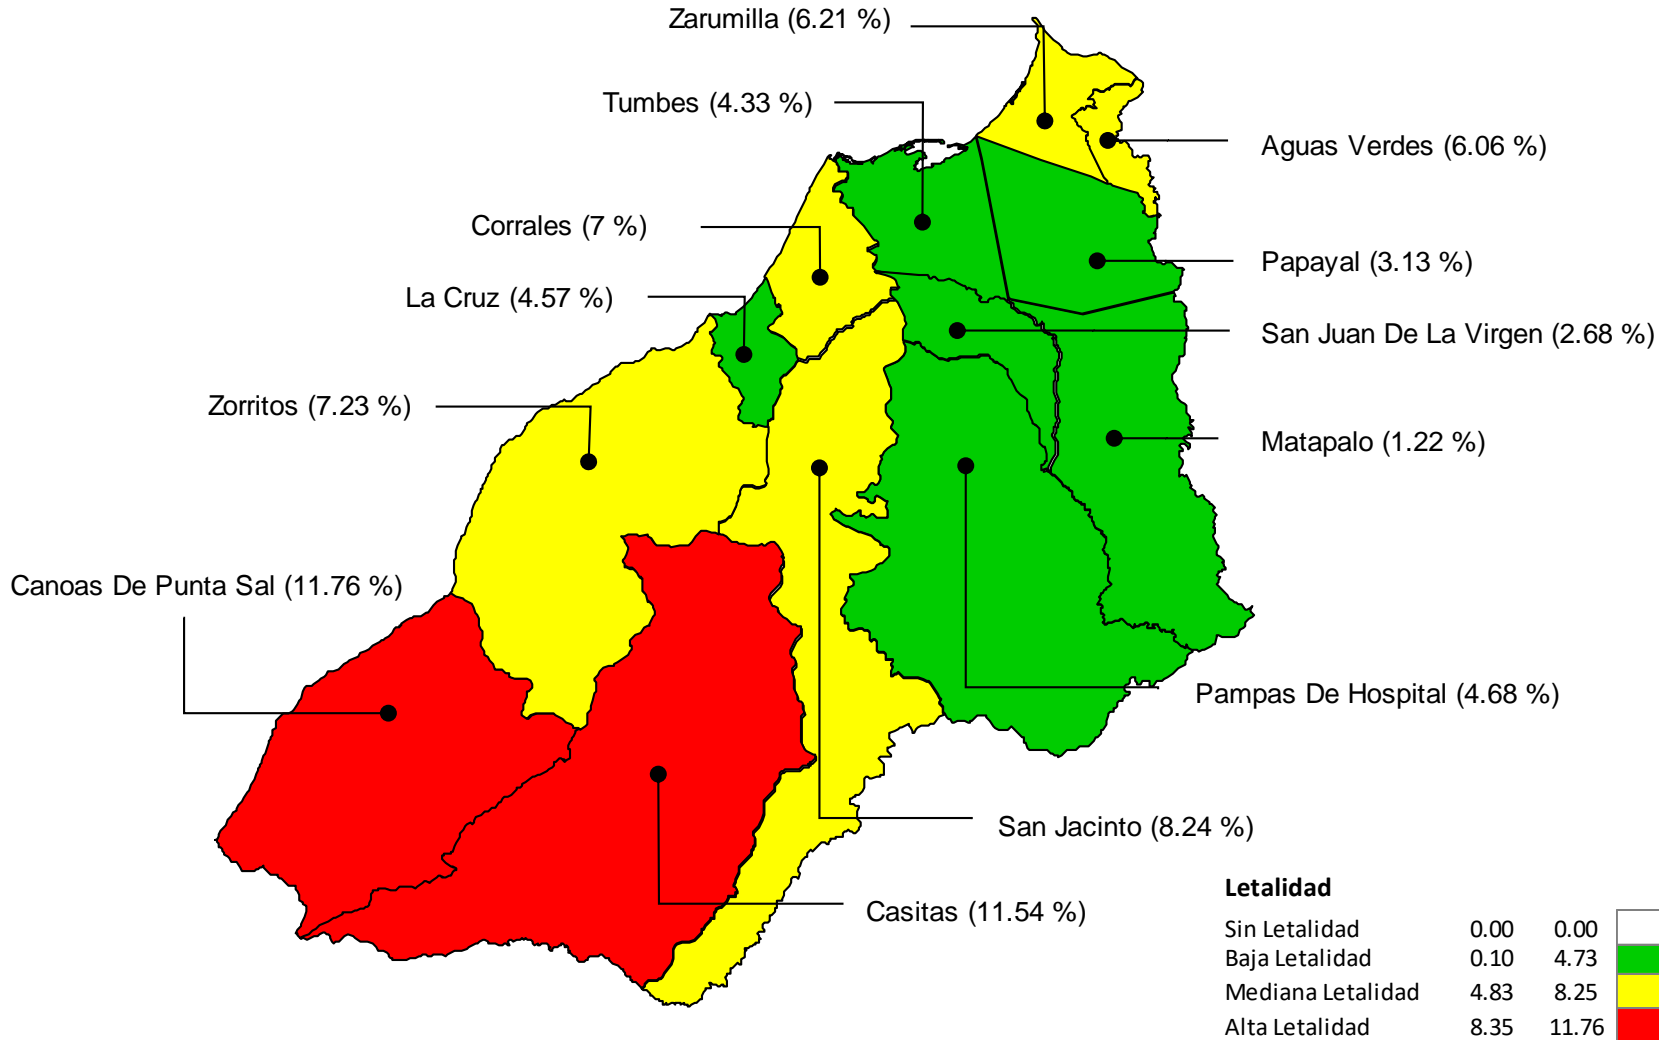 Zarumilla (6.21 %)
Tumbes (4.33 %)
Aguas Verdes (6.06 %)
Corrales (7 %)
Papayal (3.13 %)
La Cruz (4.57 %)
San Juan De La Virgen (2.68 %)
Zorritos (7.23 %)
Matapalo (1.22 %)
Canoas De Punta Sal (11.76 %)
Pampas De Hospital (4.68 %)
San Jacinto (8.24 %)
Casitas (11.54 %)
Letalidad
Sin Letalidad 0.00 0.00
Baja Letalidad 0.10 4.73
Mediana Letalidad 4.83 8.25
Alta Letalidad 8.35 11.76